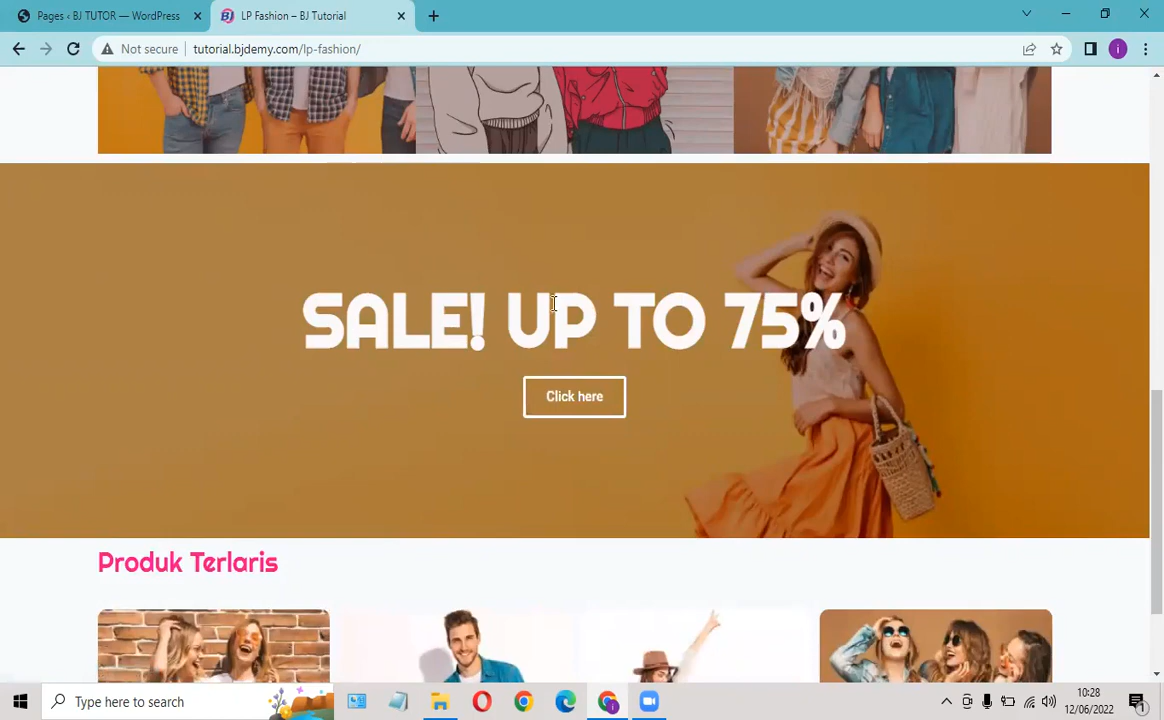 Pages ‹ BJ TUTOR — WordPress
LP Fashion – BJ Tutorial
Not secure
tutorial.bjdemy.com/lp-fashion/
i
SALE! UP TO 75%
Click here
Produk Terlaris
Type here to search
10:28
12/06/2022
1